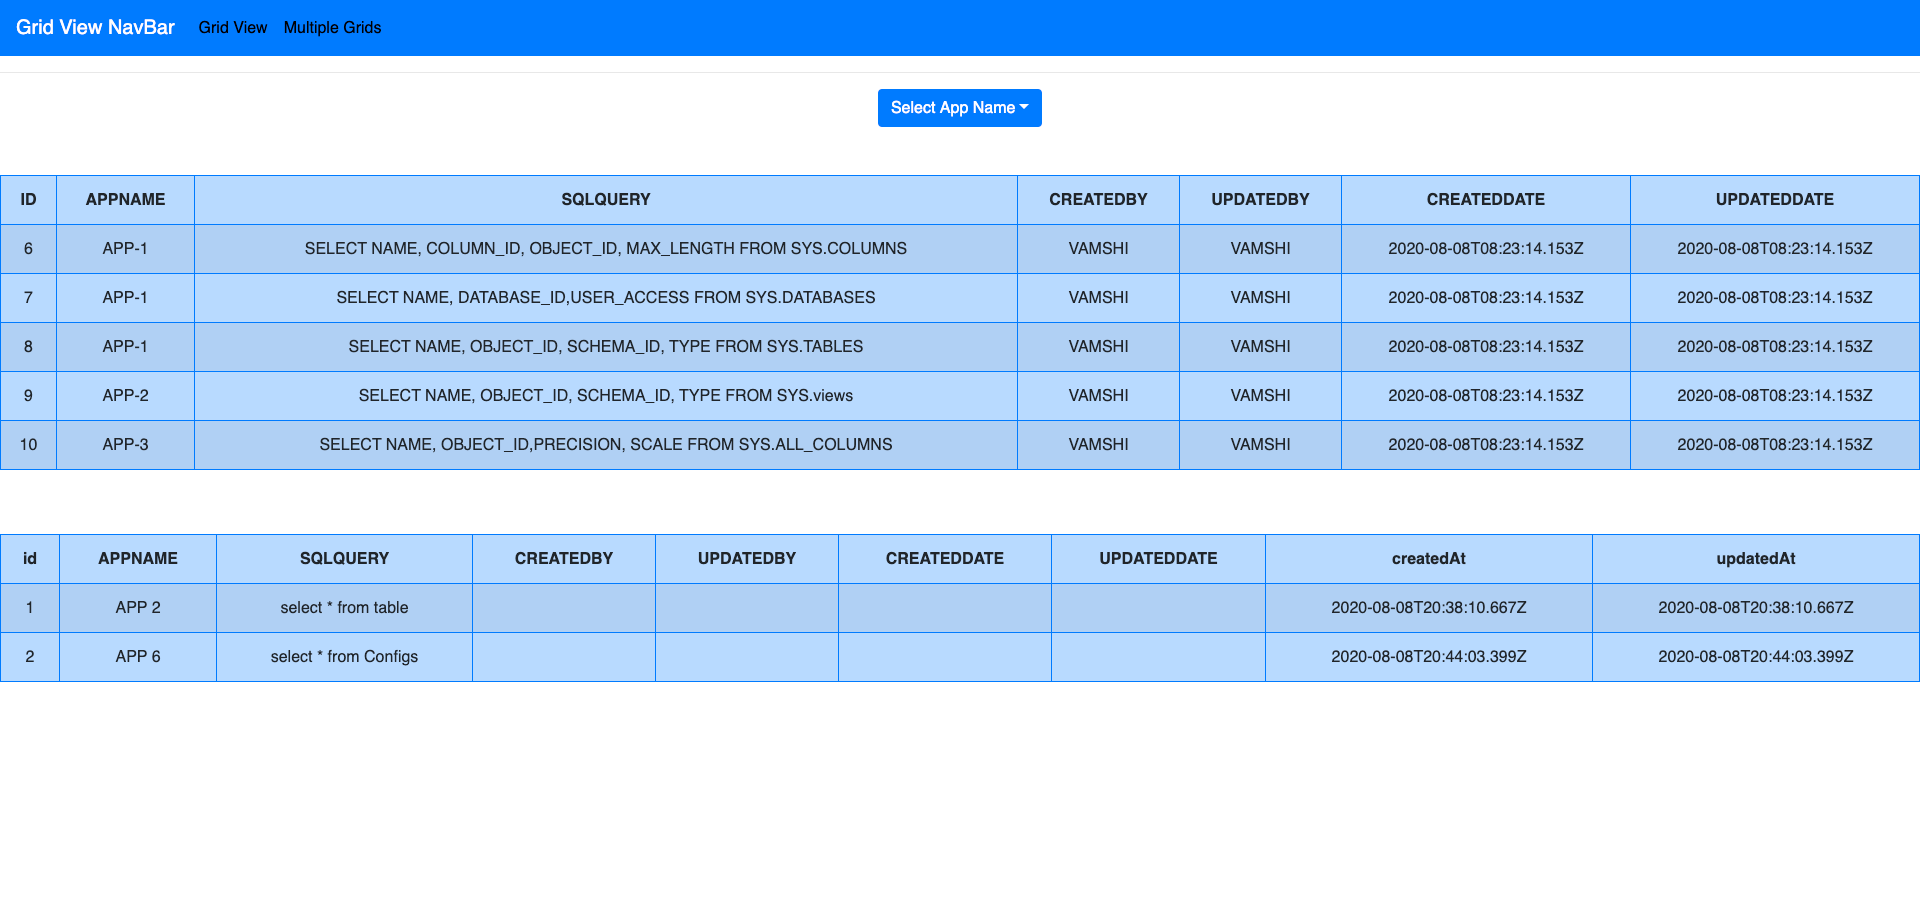 Grid View NavBar Grid View Multiple Grids
Select App Name
ID APPNAME SQLQUERY CREATEDBY UPDATEDBY CREATEDDATE UPDATEDDATE
6 APP-1 SELECT NAME, COLUMN_ID, OBJECT_ID, MAX_LENGTH FROM SYS.COLUMNS VAMSHI VAMSHI 2020-08-08T08:23:14.153Z 2020-08-08T08:23:14.153Z
7 APP-1 SELECT NAME, DATABASE_ID,USER_ACCESS FROM SYS.DATABASES VAMSHI VAMSHI 2020-08-08T08:23:14.153Z 2020-08-08T08:23:14.153Z
8 APP-1 SELECT NAME, OBJECT_ID, SCHEMA_ID, TYPE FROM SYS.TABLES VAMSHI VAMSHI 2020-08-08T08:23:14.153Z 2020-08-08T08:23:14.153Z
9 APP-2 SELECT NAME, OBJECT_ID, SCHEMA_ID, TYPE FROM SYS.views VAMSHI VAMSHI 2020-08-08T08:23:14.153Z 2020-08-08T08:23:14.153Z
10 APP-3 SELECT NAME, OBJECT_ID,PRECISION, SCALE FROM SYS.ALL_COLUMNS VAMSHI VAMSHI 2020-08-08T08:23:14.153Z 2020-08-08T08:23:14.153Z
id APPNAME SQLQUERY CREATEDBY UPDATEDBY CREATEDDATE UPDATEDDATE createdAt updatedAt
1 APP 2 select * from table 2020-08-08T20:38:10.667Z 2020-08-08T20:38:10.667Z
2 APP 6 select * from Configs 2020-08-08T20:44:03.399Z 2020-08-08T20:44:03.399Z